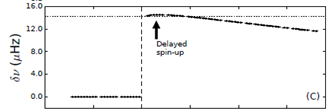 16.0
12.0
8.0
4.0
0.0
δν (μHz)
Delayed
spin-up
(C)